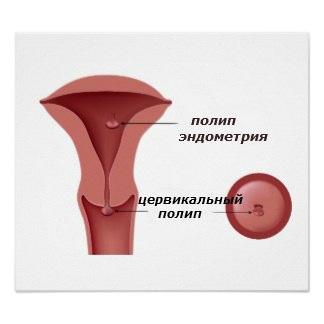 полип
эндометрия
цервикальный
полип